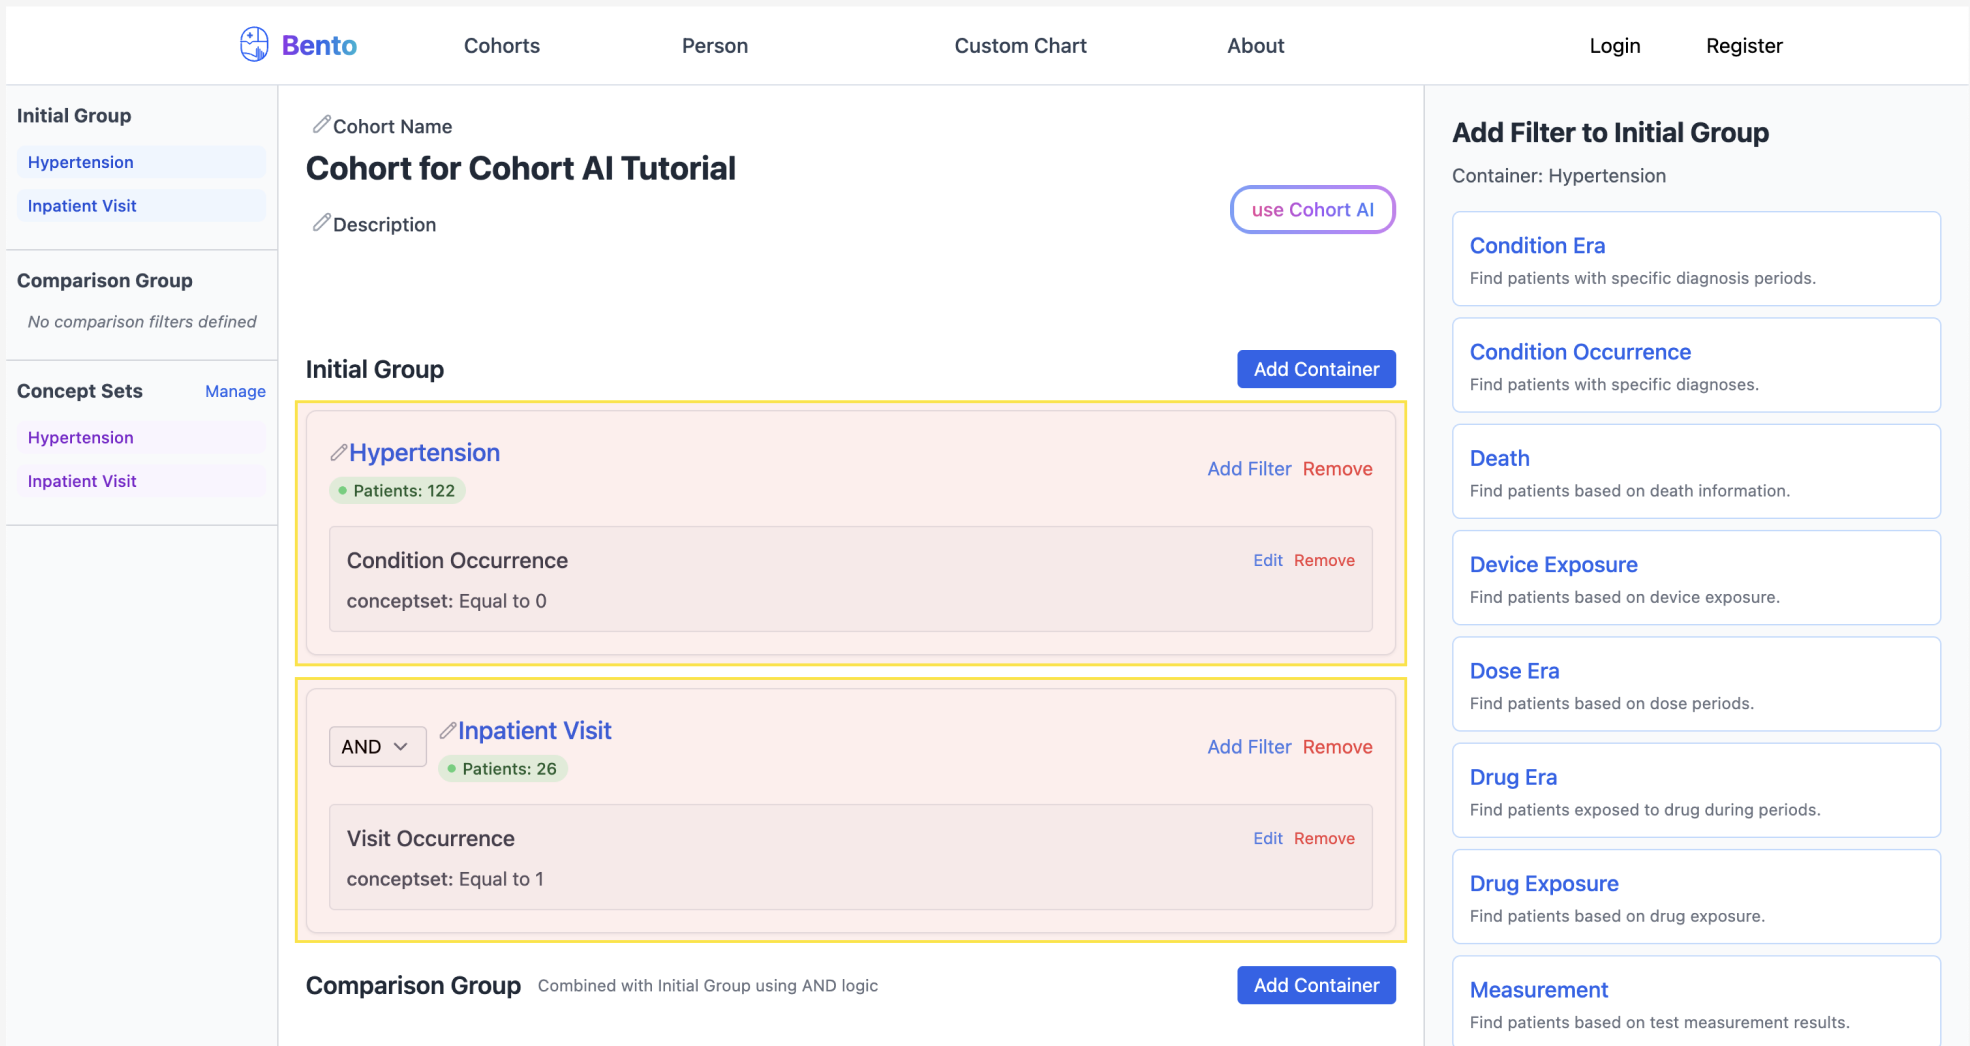 Bento
Cohorts
Person
Custom Chart
About
Login
Register
Initial Group
Hypertension
Inpatient Visit
Comparison Group
No comparison filters defined
Concept Sets
Manage
Hypertension
Inpatient Visit
Cohort Name
Cohort for Cohort AI Tutorial
Description
use Cohort AI
Initial Group
Add Container
Hypertension
Patients: 122
Add Filter Remove
Condition Occurrence
Edit Remove
conceptset: Equal to 0
AND
Inpatient Visit
Patients: 26
Add Filter Remove
Visit Occurrence
Edit Remove
conceptset: Equal to 1
Comparison Group
Combined with Initial Group using AND logic
Add Container
Add Filter to Initial Group
Container: Hypertension
Condition Era
Find patients with specific diagnosis periods.
Condition Occurrence
Find patients with specific diagnoses.
Death
Find patients based on death information.
Device Exposure
Find patients based on device exposure.
Dose Era
Find patients based on dose periods.
Drug Era
Find patients exposed to drug during periods.
Drug Exposure
Find patients based on drug exposure.
Measurement
Find patients based on test measurement results.